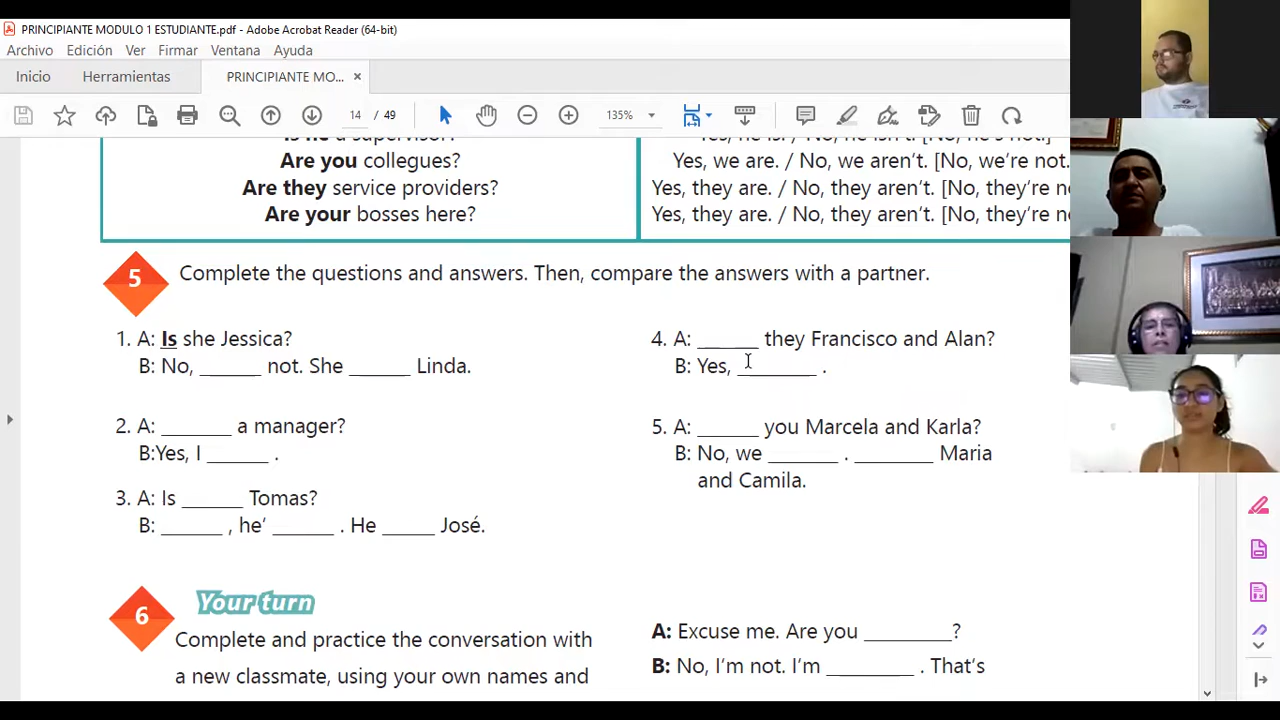 PRINCIPIANTE MODULO 1 ESTUDIANTE.pdf - Adobe Acrobat Reader (64-bit)
Archivo Edición Ver Firmar Ventana Ayuda
Inicio Herramientas PRINCIPIANTE MO... ×
14 / 49 135%
Are you collegues? Yes, we are. / No, we aren't. [No, we're not.
Are they service providers? Yes, they are. / No, they aren't. [No, they're no
Are your bosses here? Yes, they are. / No, they aren't. [No, they're no
5 Complete the questions and answers. Then, compare the answers with a partner.
1. A: Is she Jessica?
B: No, ______ not. She ______ Linda.
2. A: _______ a manager?
B:Yes, I ______ .
3. A: Is ______ Tomas?
B: ______ , he' ______ . He _____ José.
4. A: ______ they Francisco and Alan?
B: Yes, ________ .
5. A: ______ you Marcela and Karla?
B: No, we _______ . ________ Maria
and Camila.
6 Your turn
Complete and practice the conversation with
a new classmate, using your own names and
A: Excuse me. Are you _________?
B: No, I'm not. I'm _________ . That's